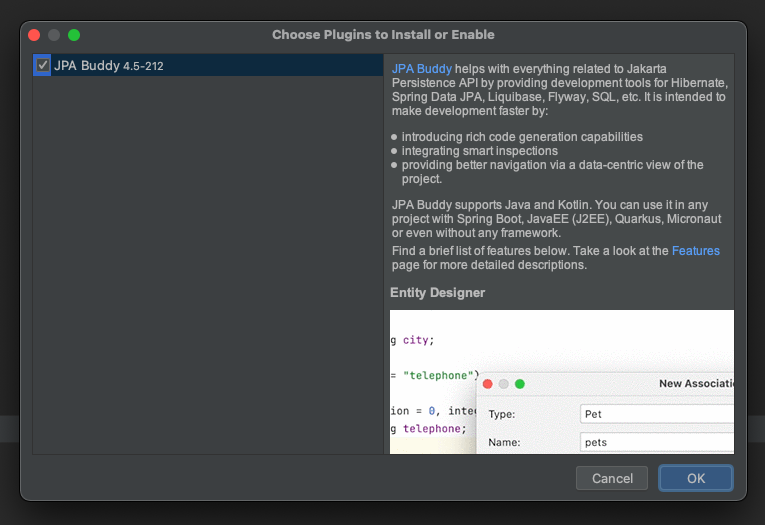 Choose Plugins to Install or Enable
JPA Buddy 4.5-212
JPA Buddy helps with everything related to Jakarta
Persistence API by providing development tools for Hibernate,
Spring Data JPA, Liquibase, Flyway, SQL, etc. It is intended to
make development faster by:
introducing rich code generation capabilities
integrating smart inspections
providing better navigation via a data-centric view of the
project.
JPA Buddy supports Java and Kotlin. You can use it in any
project with Spring Boot, JavaEE (J2EE), Quarkus, Micronaut
or even without any framework.
Find a brief list of features below. Take a look at the Features
page for more detailed descriptions.
Entity Designer
g city;
= "telephone")
New Associati
ion = 0, intege
Type: Pet
g telephone;
Name: pets
Cancel
OK